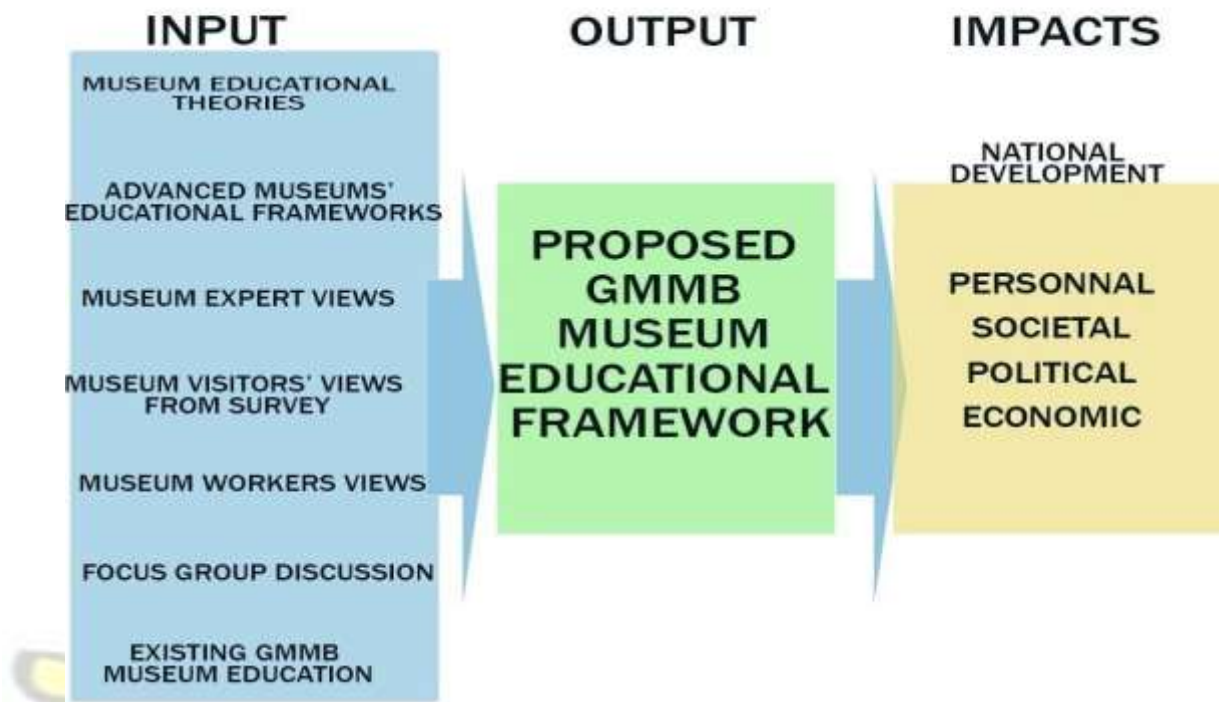 INPUT
MUSEUM EDUCATIONAL
THEORIES
ADVANCED MUSEUMS'
EDUCATIONAL FRAMEWORKS
MUSEUM EXPERT VIEWS
MUSEUM VISITORS' VIEWS
FROM SURVEY
MUSEUM WORKERS VIEWS
FOCUS GROUP DISCUSSION
EXISTING GMMB
MUSEUM EDUCATION
OUTPUT
PROPOSED
GMMB
MUSEUM
EDUCATIONAL
FRAMEWORK
IMPACTS
NATIONAL
DEVELOPMENT
PERSONNAL
SOCIETAL
POLITICAL
ECONOMIC